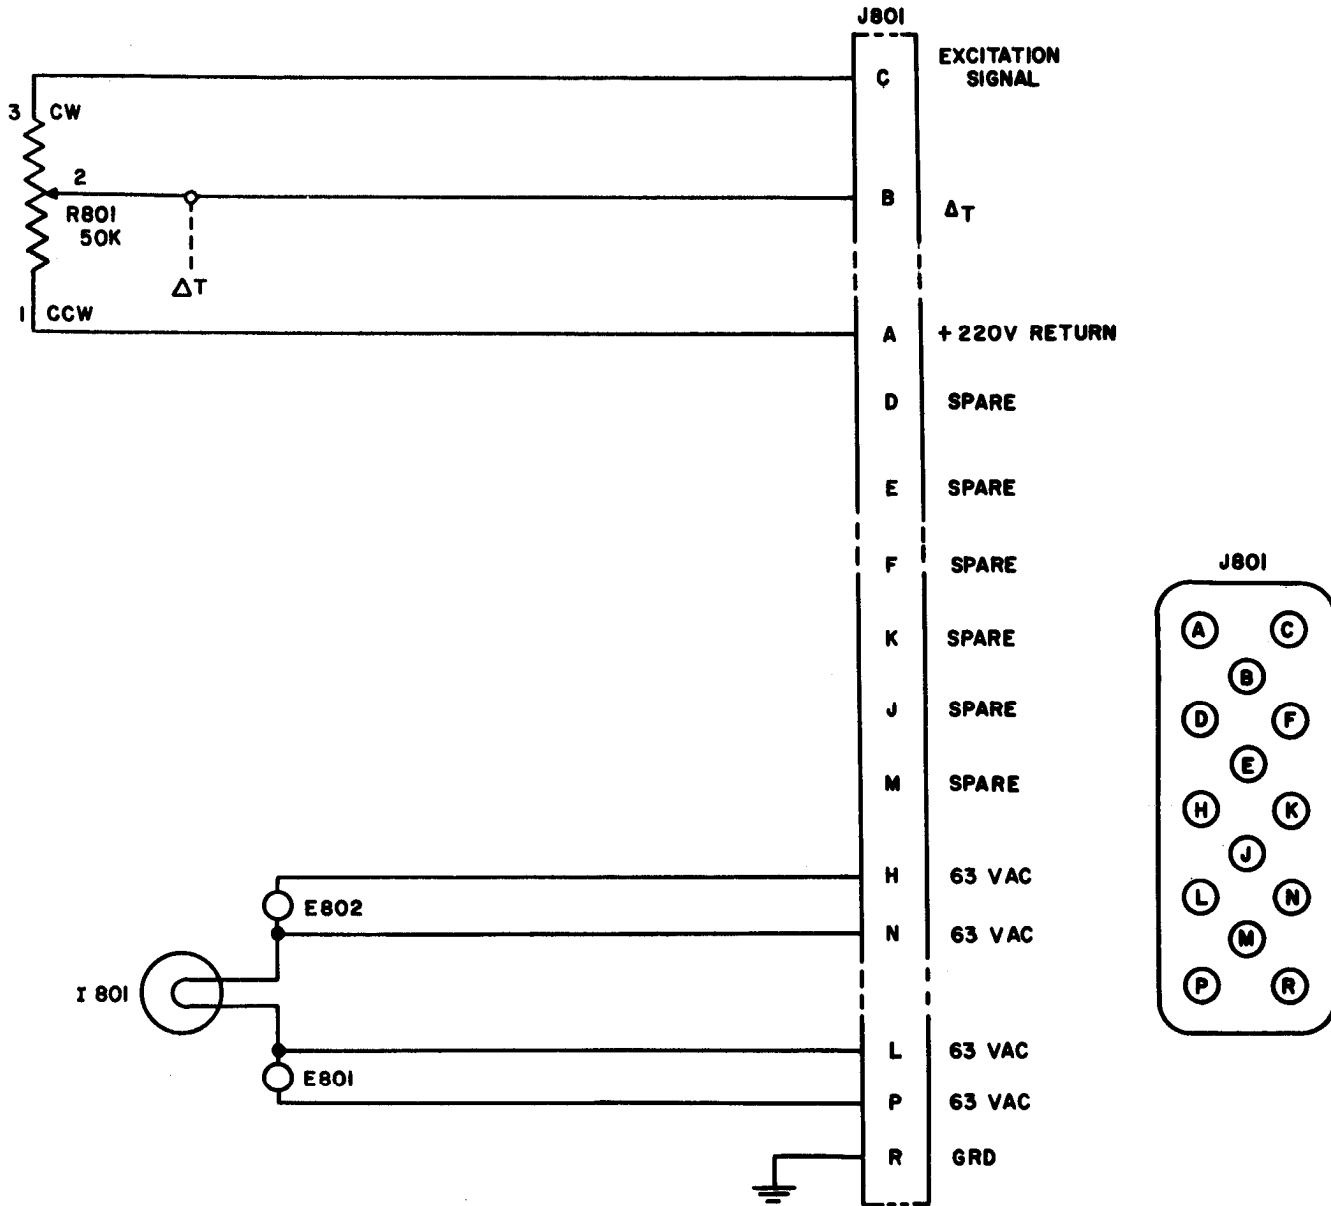 J801
C EXCITATION
SIGNAL
3 CW
2
R801
50K
B ΔT
ΔT
1 CCW
A +220V RETURN
D SPARE
E SPARE
F SPARE
K SPARE
J SPARE
M SPARE
H 63 VAC
E802
N 63 VAC
I 801
L 63 VAC
E801
P 63 VAC
R GRD
J801
A C
B
D F
E
H K
J
L N
M
P R